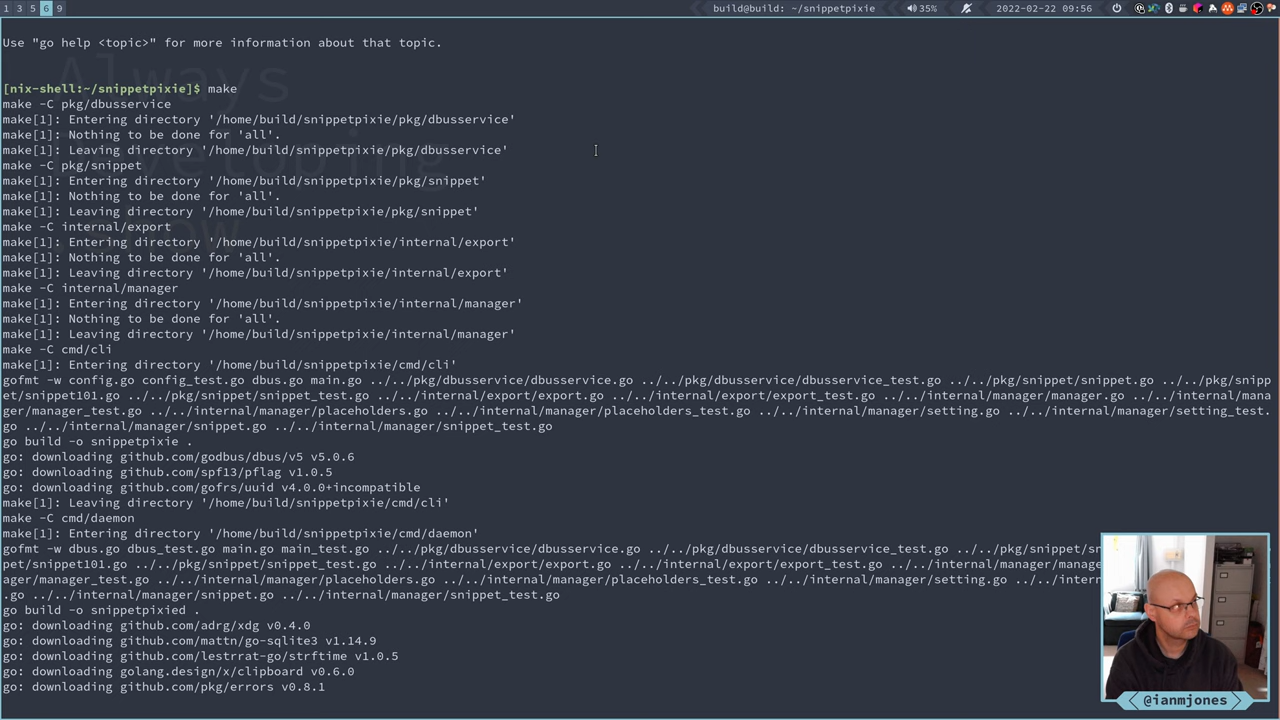 1 3 5 6 9 build@build: ~/snippetpixie 35% 2022-02-22 09:56
Use "go help <topic>" for more information about that topic.
Always
Developing
Show
[nix-shell:~/snippetpixie]$ make
make -C pkg/dbusservice
make[1]: Entering directory '/home/build/snippetpixie/pkg/dbusservice'
make[1]: Nothing to be done for 'all'.
make[1]: Leaving directory '/home/build/snippetpixie/pkg/dbusservice'
make -C pkg/snippet
make[1]: Entering directory '/home/build/snippetpixie/pkg/snippet'
make[1]: Nothing to be done for 'all'.
make[1]: Leaving directory '/home/build/snippetpixie/pkg/snippet'
make -C internal/export
make[1]: Entering directory '/home/build/snippetpixie/internal/export'
make[1]: Nothing to be done for 'all'.
make[1]: Leaving directory '/home/build/snippetpixie/internal/export'
make -C internal/manager
make[1]: Entering directory '/home/build/snippetpixie/internal/manager'
make[1]: Nothing to be done for 'all'.
make[1]: Leaving directory '/home/build/snippetpixie/internal/manager'
make -C cmd/cli
make[1]: Entering directory '/home/build/snippetpixie/cmd/cli'
gofmt -w config.go config_test.go dbus.go main.go ../../pkg/dbusservice/dbusservice.go ../../pkg/dbusservice/dbusservice_test.go ../../pkg/snippet/snippet.go ../../pkg/snipp
et/snippet101.go ../../pkg/snippet/snippet_test.go ../../internal/export/export.go ../../internal/export/export_test.go ../../internal/manager/manager.go ../../internal/mana
ger/manager_test.go ../../internal/manager/placeholders.go ../../internal/manager/placeholders_test.go ../../internal/manager/setting.go ../../internal/manager/setting_test.
go ../../internal/manager/snippet.go ../../internal/manager/snippet_test.go
go build -o snippetpixie .
go: downloading github.com/godbus/dbus/v5 v5.0.6
go: downloading github.com/spf13/pflag v1.0.5
go: downloading github.com/gofrs/uuid v4.0.0+incompatible
make[1]: Leaving directory '/home/build/snippetpixie/cmd/cli'
make -C cmd/daemon
make[1]: Entering directory '/home/build/snippetpixie/cmd/daemon'
gofmt -w dbus.go dbus_test.go main.go main_test.go ../../pkg/dbusservice/dbusservice.go ../../pkg/dbusservice/dbusservice_test.go ../../pkg/snippet/sn
pet/snippet101.go ../../pkg/snippet/snippet_test.go ../../internal/export/export.go ../../internal/export/export_test.go ../../internal/manager/manag
ager/manager_test.go ../../internal/manager/placeholders.go ../../internal/manager/placeholders_test.go ../../internal/manager/setting.go ../../intern
.go ../../internal/manager/snippet.go ../../internal/manager/snippet_test.go
go build -o snippetpixied .
go: downloading github.com/adrg/xdg v0.4.0
go: downloading github.com/mattn/go-sqlite3 v1.14.9
go: downloading github.com/lestrrat-go/strftime v1.0.5
go: downloading golang.design/x/clipboard v0.6.0
go: downloading github.com/pkg/errors v0.8.1
@ianmjones